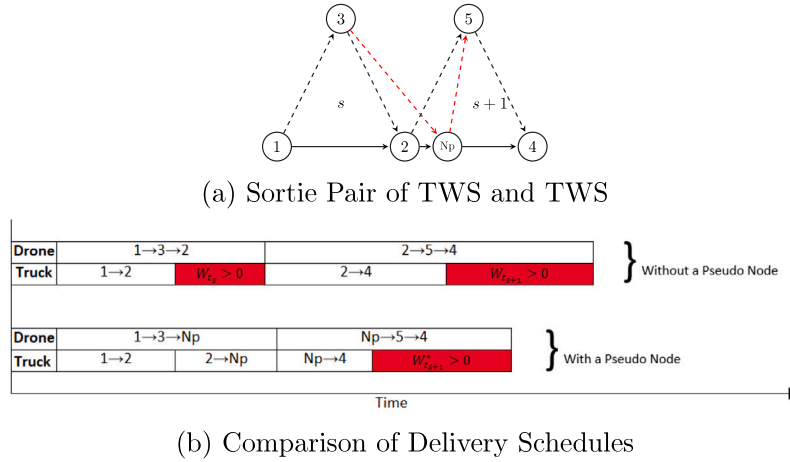 3 5
s s + 1
1 2 Np 4
(a) Sortie Pair of TWS and TWS
Drone 1→3→2 2→5→4
Truck 1→2 W_{t_s} > 0 2→4 W_{t_{s+1}} > 0
} Without a Pseudo Node
Drone 1→3→Np Np→5→4
Truck 1→2 2→Np Np→4 W^*_{t_{s+1}} > 0
} With a Pseudo Node
Time
(b) Comparison of Delivery Schedules